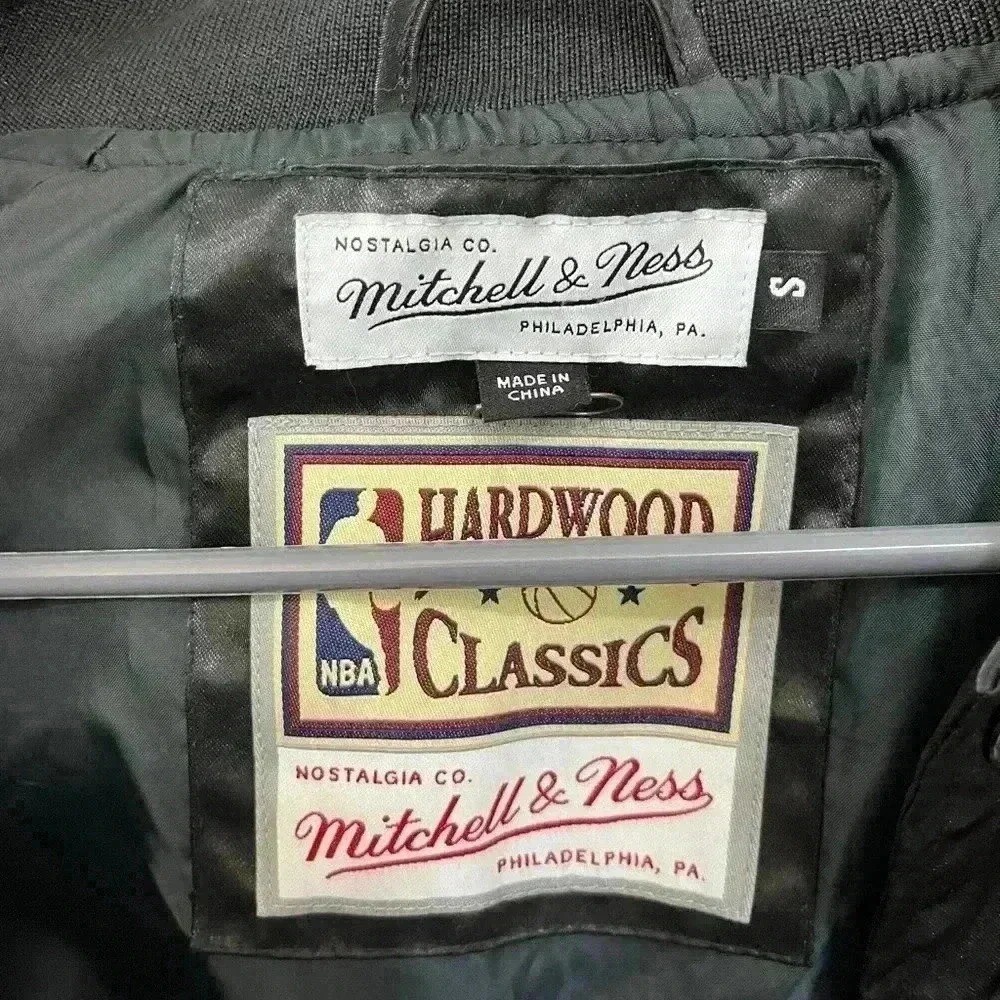 NOSTALGIA CO.
Mitchell & Ness
PHILADELPHIA, PA.
S
MADE IN
CHINA
HARDWOOD
CLASSICS
NBA
NOSTALGIA CO.
Mitchell & Ness
PHILADELPHIA, PA.